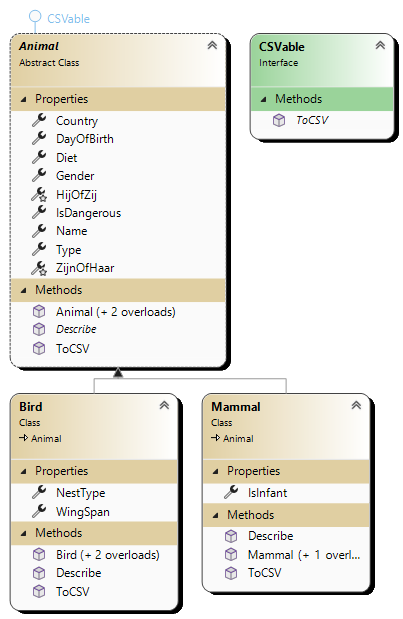 CSVable
Animal
Abstract Class
Properties
Country
DayOfBirth
Diet
Gender
HijOfZij
IsDangerous
Name
Type
ZijnOfHaar
Methods
Animal (+ 2 overloads)
Describe
ToCSV
CSVable
Interface
Methods
ToCSV
Bird
Class
Animal
Properties
NestType
WingSpan
Methods
Bird (+ 2 overloads)
Describe
ToCSV
Mammal
Class
Animal
Properties
IsInfant
Methods
Describe
Mammal (+ 1 overl...
ToCSV